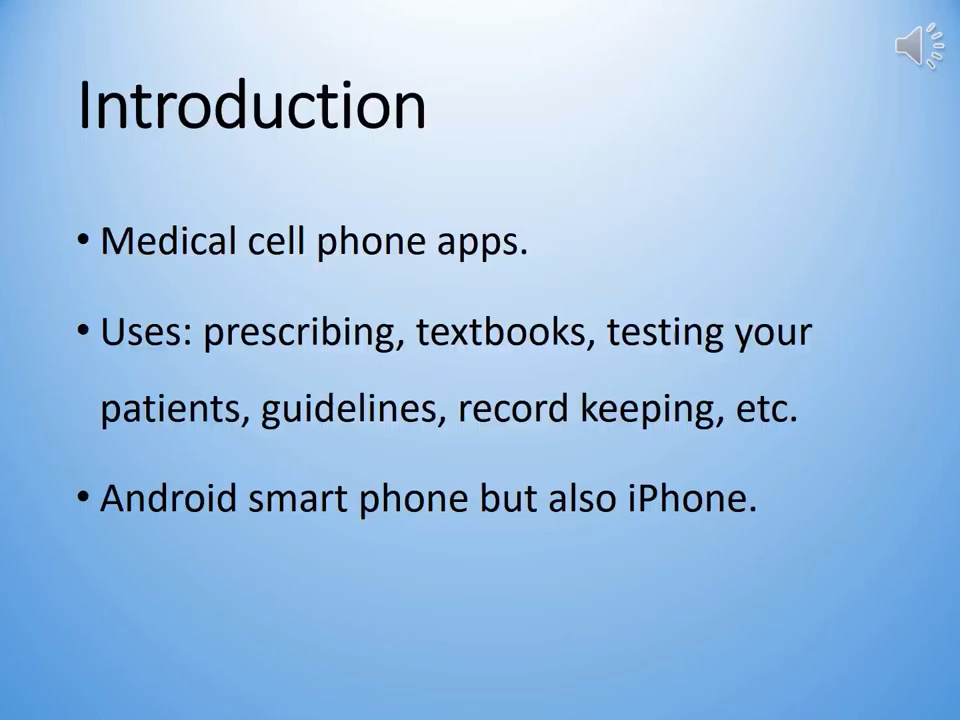 Introduction
• Medical cell phone apps.
• Uses: prescribing, textbooks, testing your
patients, guidelines, record keeping, etc.
• Android smart phone but also iPhone.